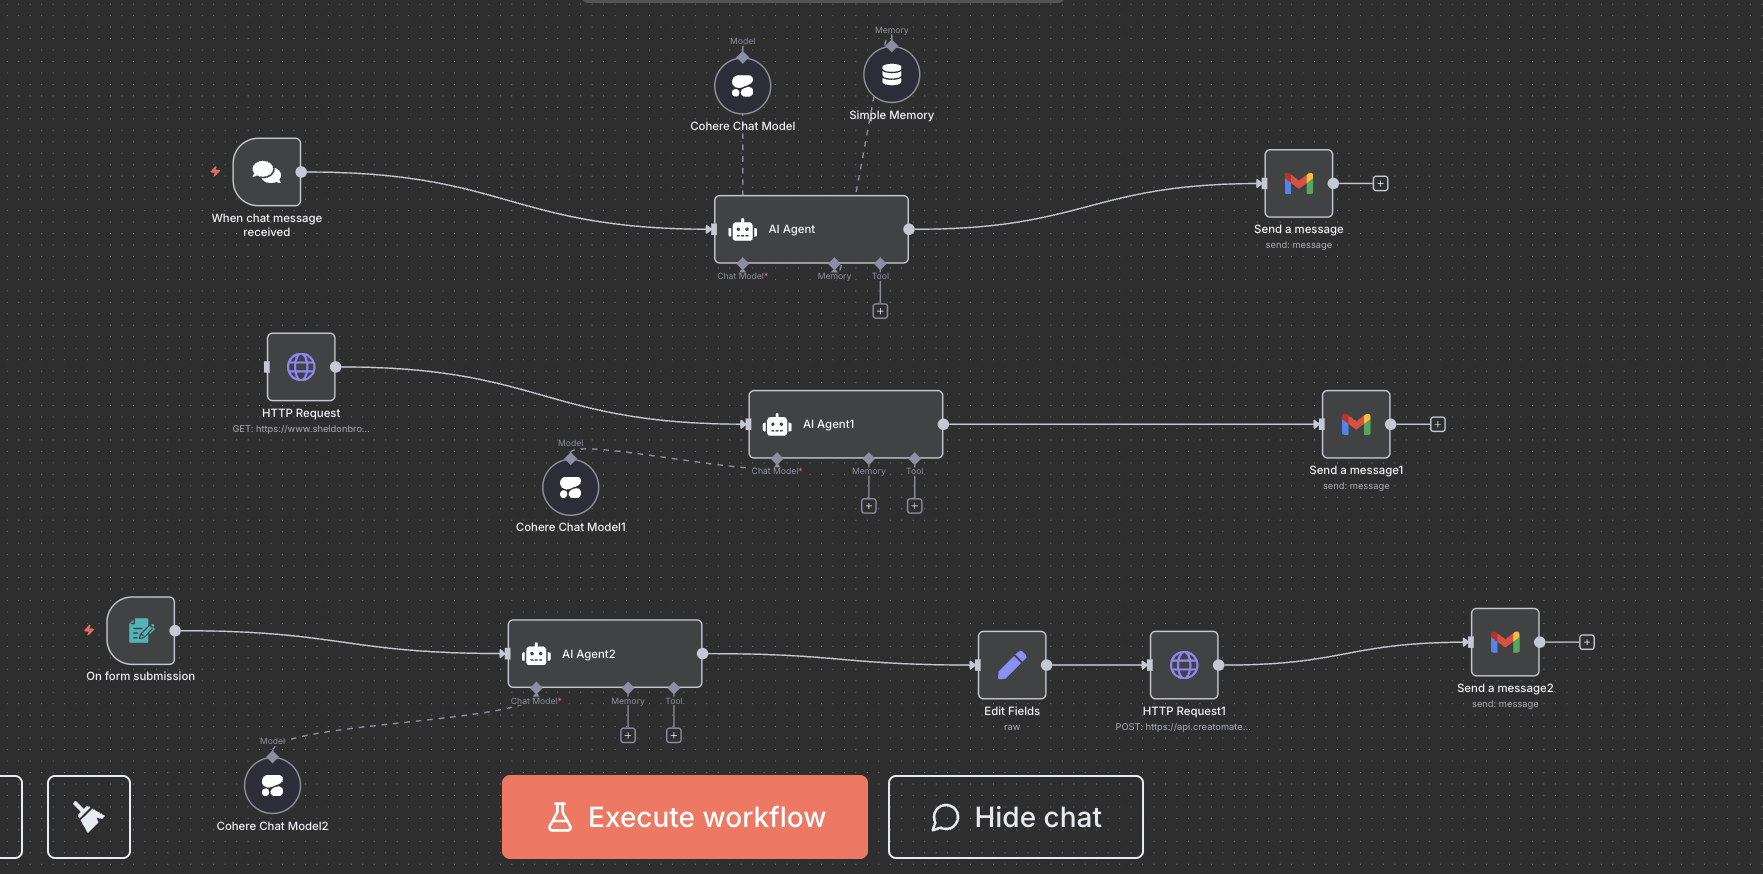 Model
Memory
Cohere Chat Model
Simple Memory
When chat message
received
AI Agent
Chat Model*
Memory
Tool
Send a message
send: message
HTTP Request
GET: https://www.sheldonbro...
AI Agent1
Chat Model*
Memory
Tool
Model
Cohere Chat Model1
Send a message1
send: message
On form submission
AI Agent2
Chat Model*
Memory
Tool
Model
Cohere Chat Model2
Edit Fields
raw
HTTP Request1
POST: https://api.creatomate...
Send a message2
send: message
Execute workflow
Hide chat